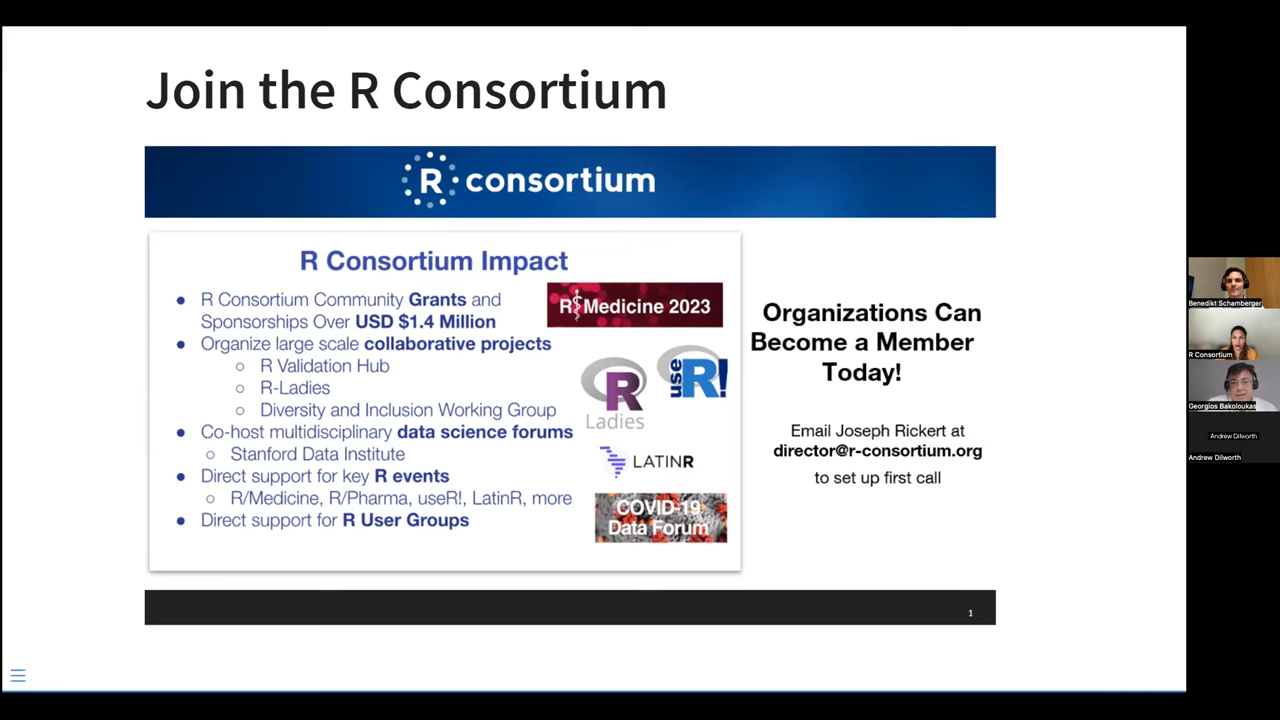 Join the R Consortium
R consortium
R Consortium Impact
● R Consortium Community Grants and
Sponsorships Over USD $1.4 Million
● Organize large scale collaborative projects
○ R Validation Hub
○ R-Ladies
○ Diversity and Inclusion Working Group
● Co-host multidisciplinary data science forums
○ Stanford Data Institute
● Direct support for key R events
○ R/Medicine, R/Pharma, useR!, LatinR, more
● Direct support for R User Groups
R Medicine 2023
R
Ladies
use R!
LATINR
COVID-19
Data Forum
Organizations Can
Become a Member
Today!
Email Joseph Rickert at
director@r-consortium.org
to set up first call
1
Benedikt Schamberger
R Consortium
Georgios Bakoloukas
Andrew Dilworth
Andrew Dilworth